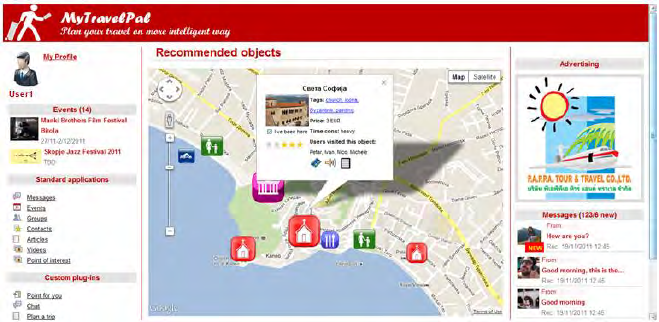 MyTravelPal
Plan your travel on more intelligent way
My Profile
User1
Events (14)
Manki Brothers Film Festival
Bitola
27/11-2/12/2011
Skopje Jazz Festival 2011
TDC
Standard applications
Messages
Events
Groups
Contacts
Articles
Videos
Point of interest
Custom plug-ins
Point for you
Chat
Plan a trip
Recommended objects
Map
Satellite
Света Софија
Tags: church, icons,
Byzantine, painting
Price:
I've been here
Time cons: heavy
Users visited this object:
Petar, Ivan, Nico, Michele
Kaneo
Google
Terms of Use
Advertising
P.A.R.R.A. TOUR & TRAVEL CO.,LTD.
Messages (123/6 new)
From:
How are you?
NEW
Rec: 19/11/2011 12:45
From:
Good morning, this is the...
Rec: 19/11/2011 12:45
From:
Good morning
Rec: 19/11/2011 12:45